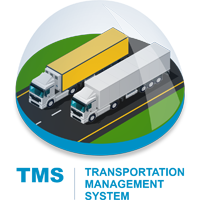 TMS
TRANSPORTATION
MANAGEMENT
SYSTEM